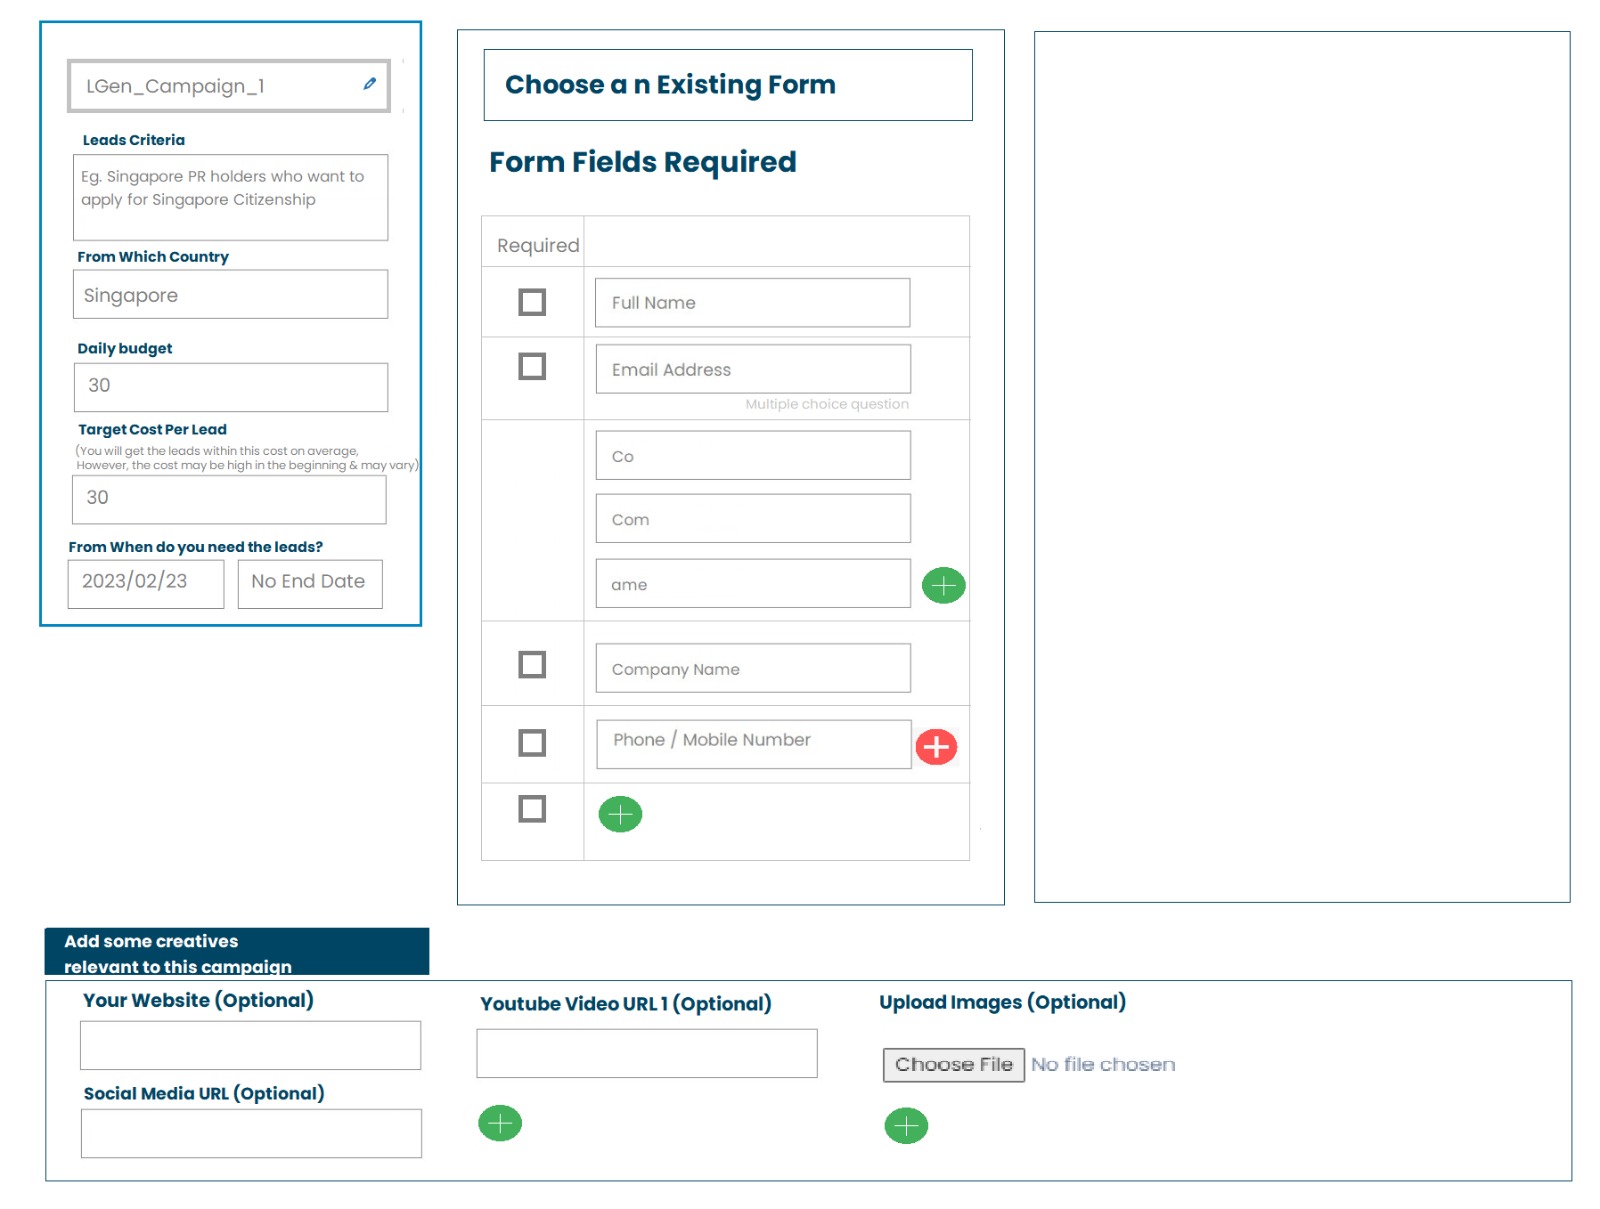 LGen_Campaign_1
Leads Criteria
Eg. Singapore PR holders who want to
apply for Singapore Citizenship
From Which Country
Singapore
Daily budget
30
Target Cost Per Lead
(You will get the leads within this cost on average,
However, the cost may be high in the beginning & may vary)
30
From When do you need the leads?
2023/02/23 No End Date
Choose a n Existing Form
Form Fields Required
Required
Full Name
Email Address
Multiple choice question
Co
Com
ame
Company Name
Phone / Mobile Number
Add some creatives
relevant to this campaign
Your Website (Optional)
Social Media URL (Optional)
Youtube Video URL 1 (Optional)
Upload Images (Optional)
Choose File No file chosen